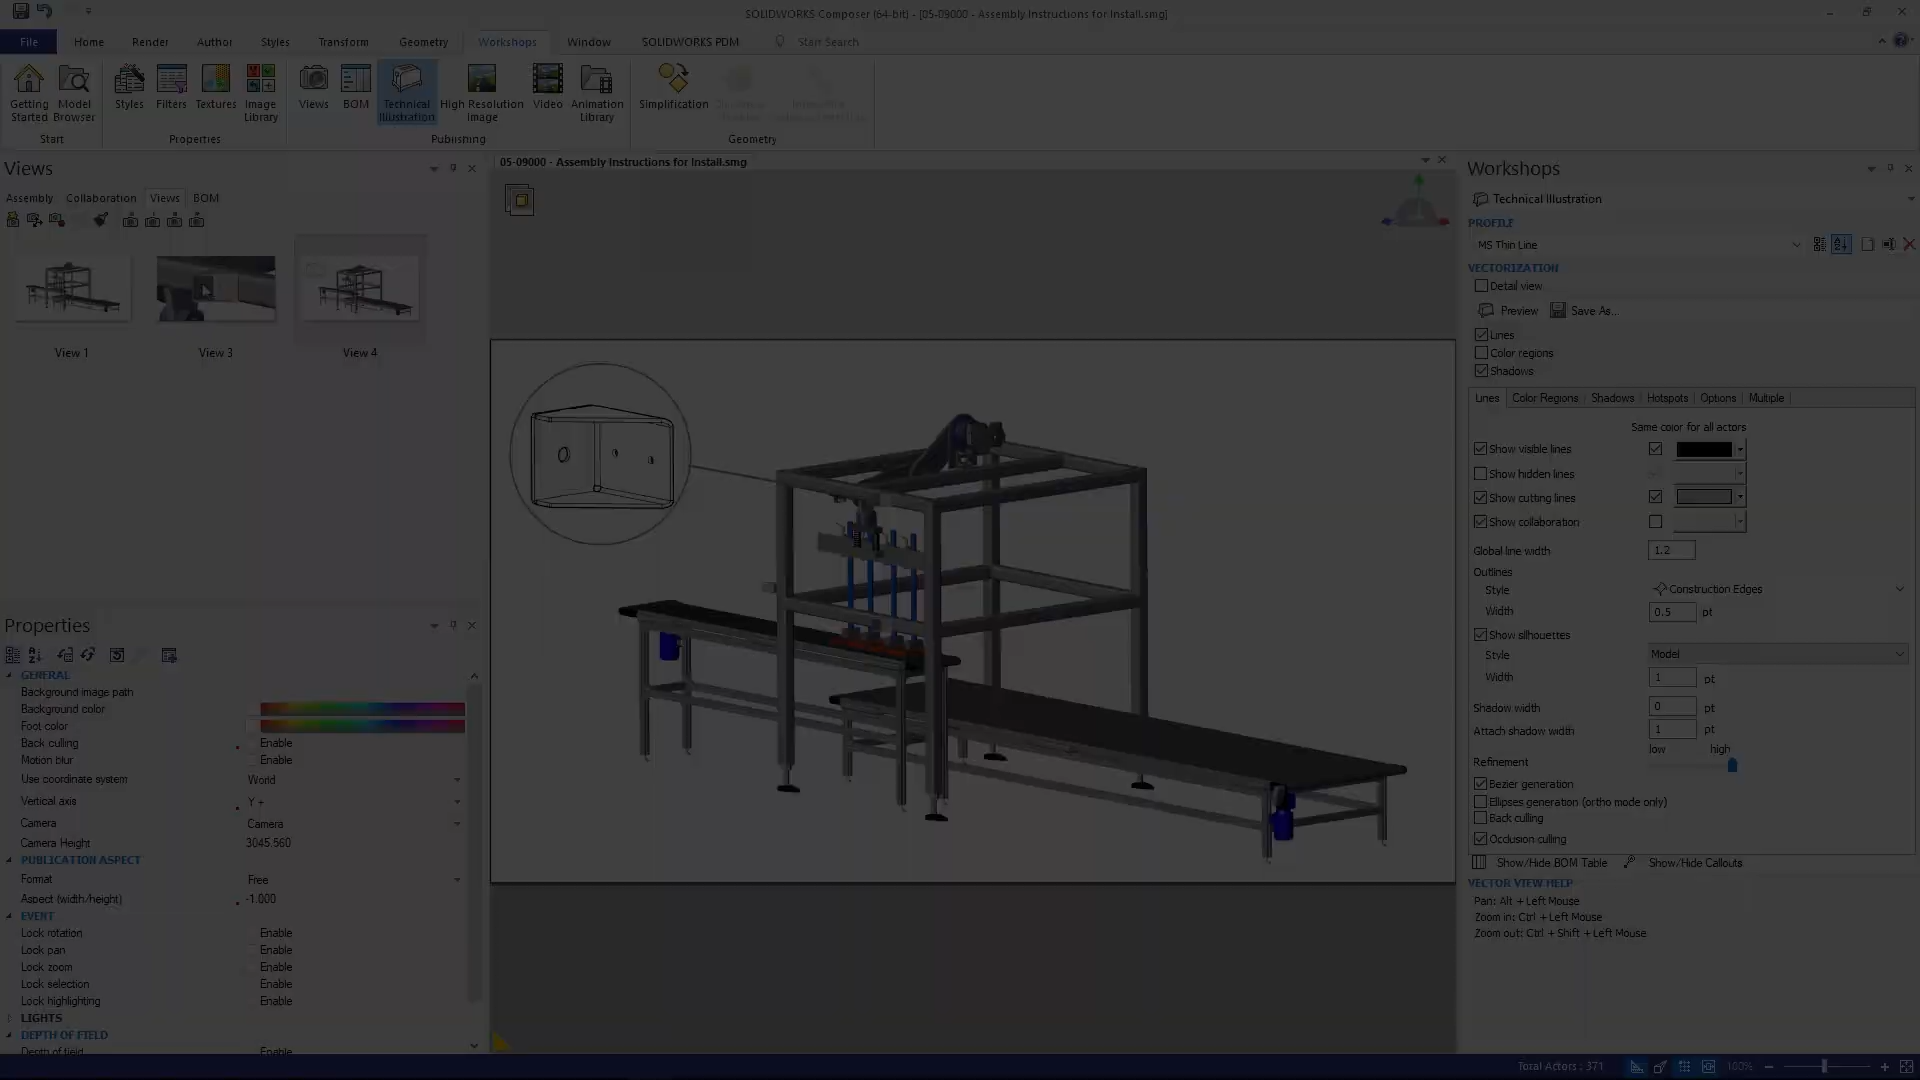 SOLIDWORKS Composer (64-bit) - [05-09000 - Assembly Instructions for Install.smg]
File Home Render Author Styles Transform Geometry Workshops Window SOLIDWORKS PDM Start Search
Getting Started
Model Browser
Styles
Filters
Textures
Image Library
Views
BOM
Technical Illustration
High Resolution Image
Video
Animation Library
Simplification
Start Properties Publishing Geometry
Views
Assembly Collaboration Views BOM
View 1 View 3 View 4
05-09000 - Assembly Instructions for Install.smg
Properties
GENERAL
Background image path
Background color
Foot color
Back culling Enable
Motion blur Enable
Use coordinate system World
Vertical axis Y +
Camera Camera
Camera Height 3045.560
PUBLICATION ASPECT
Format Free
Aspect (width/height) -1.000
EVENT
Lock rotation Enable
Lock pan Enable
Lock zoom Enable
Lock selection Enable
Lock highlighting Enable
LIGHTS
DEPTH OF FIELD
Depth of field Enable
Workshops
Technical Illustration
PROFILE
MS Thin Line
VECTORIZATION
Detail view
Preview Save As...
Lines
Color regions
Shadows
Lines Color Regions Shadows Hotspots Options Multiple
Same color for all actors
Show visible lines
Show hidden lines
Show cutting lines
Show collaboration
Global line width 1.2
Outlines
Style Construction Edges
Width 0.5 pt
Show silhouettes
Style Model
Width 1 pt
Shadow width 0 pt
Attach shadow width 1 pt
low high
Refinement
Bezier generation
Ellipses generation (ortho mode only)
Back culling
Occlusion culling
Show/Hide BOM Table Show/Hide Callouts
VECTOR VIEW HELP
Pan: Alt + Left Mouse
Zoom in: Ctrl + Left Mouse
Zoom out: Ctrl + Shift + Left Mouse
Total Actors : 371 100%